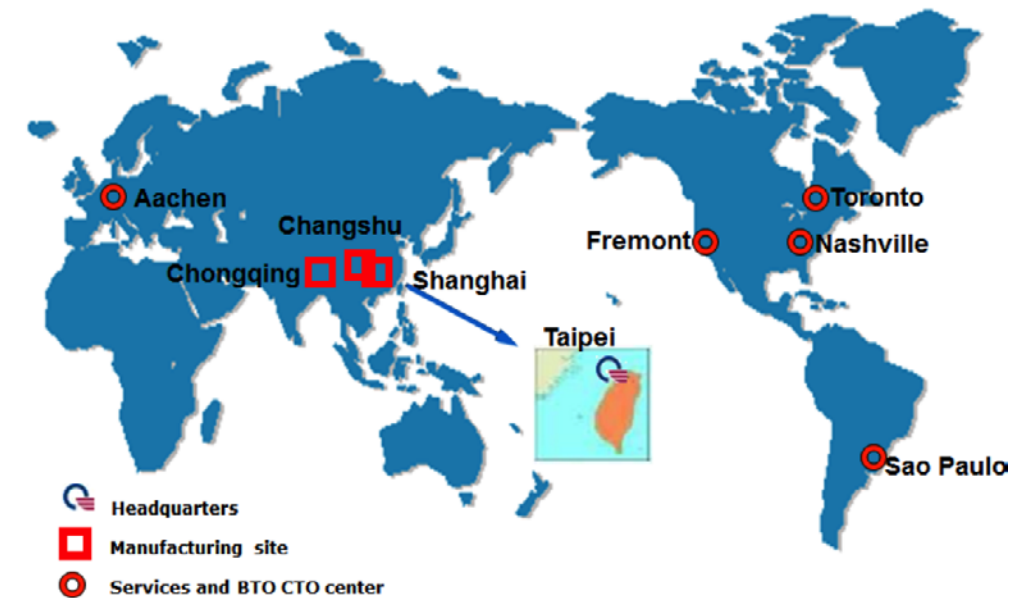 Aachen
Changshu
Chongqing
Shanghai
Taipei
Toronto
Fremont
Nashville
Sao Paulo
Headquarters
Manufacturing site
Services and BTO CTO center